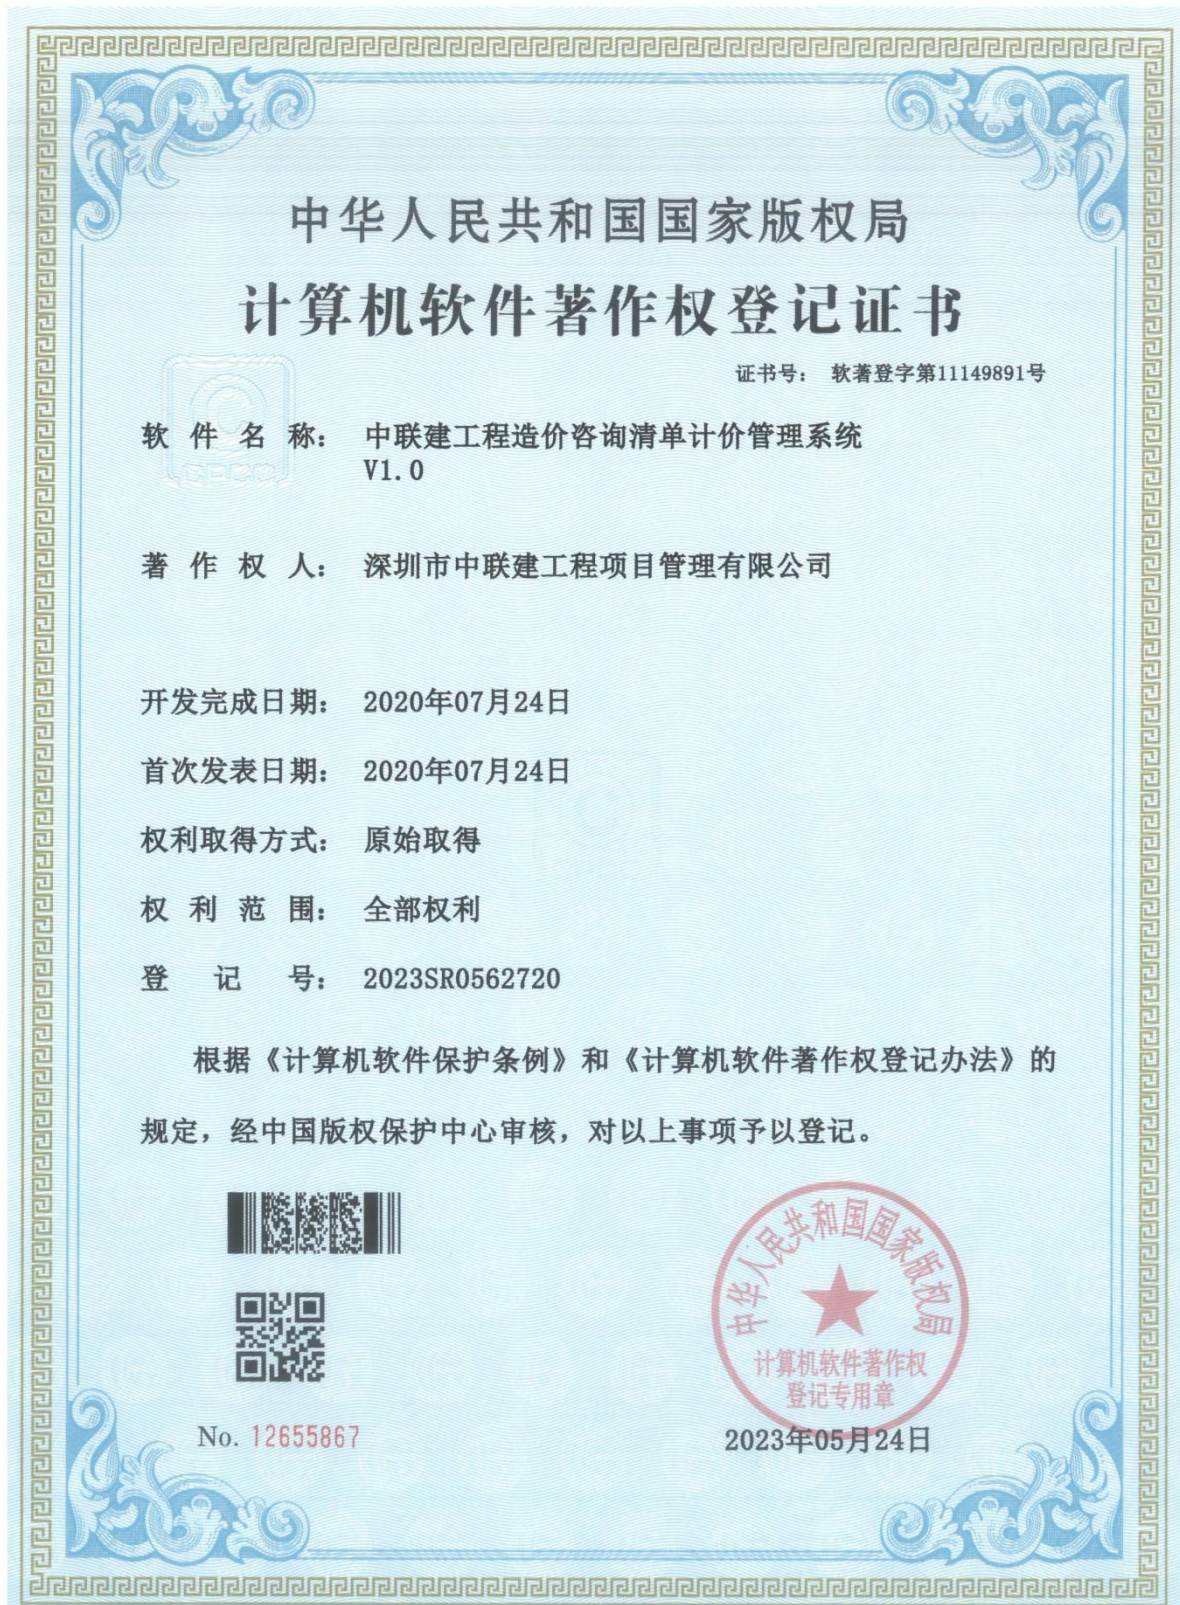 中华人民共和国国家版权局
计算机软件著作权登记证书
证书号： 软著登字第11149891号
软件名称： 中联建工程造价咨询清单计价管理系统
V1.0
著作权人： 深圳市中联建工程项目管理有限公司
开发完成日期： 2020年07月24日
首次发表日期： 2020年07月24日
权利取得方式： 原始取得
权利范围： 全部权利
登记号： 2023SR0562720
根据《计算机软件保护条例》和《计算机软件著作权登记办法》的
规定，经中国版权保护中心审核，对以上事项予以登记。
中华人民共和国国家版权局
计算机软件著作权
登记专用章
No. 12655867
2023年05月24日